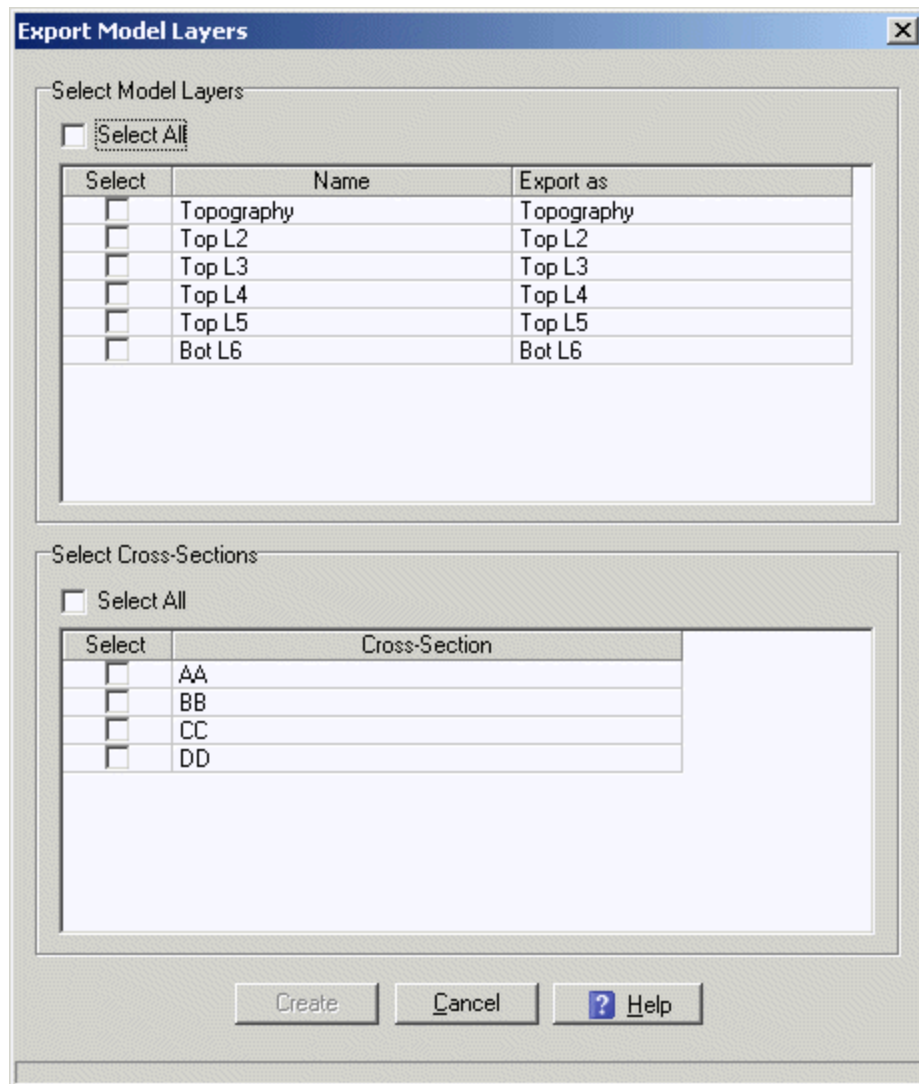 Export Model Layers
Select Model Layers
Select All
Select Name Export as
Topography Topography
Top L2 Top L2
Top L3 Top L3
Top L4 Top L4
Top L5 Top L5
Bot L6 Bot L6
Select Cross-Sections
Select All
Select Cross-Section
AA
BB
CC
DD
Create Cancel ? Help